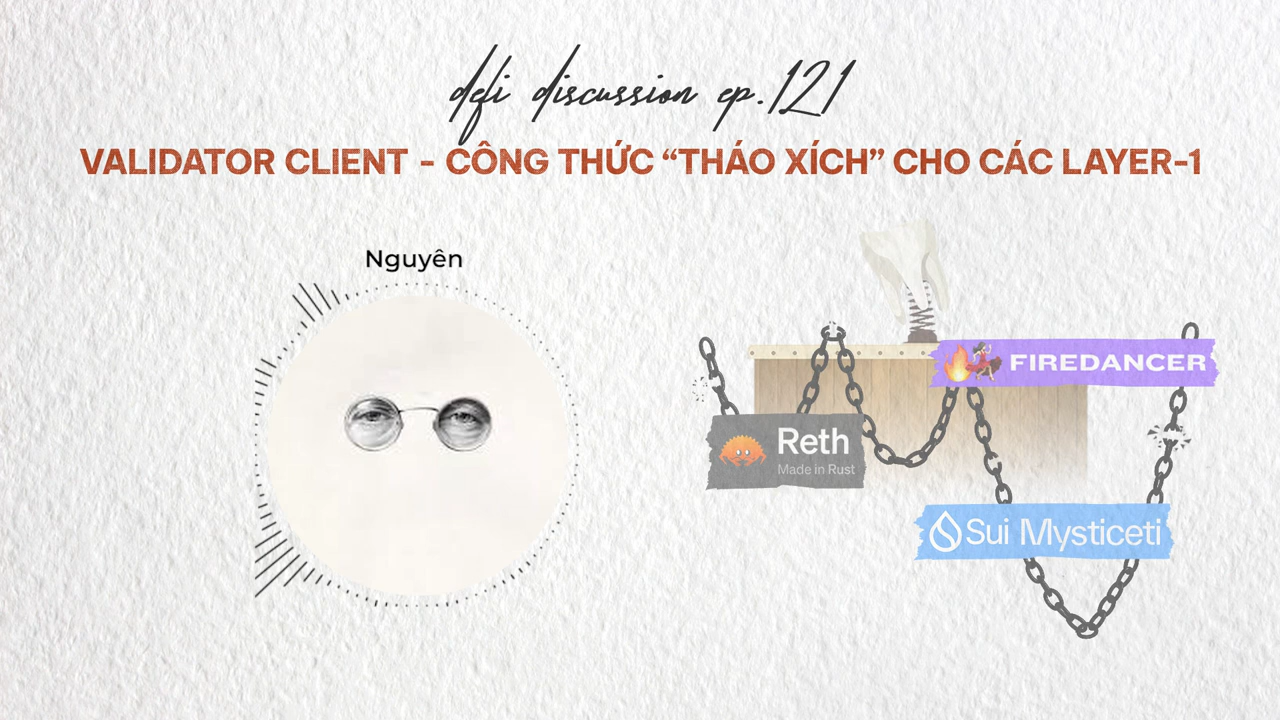 defi discussion ep.121
VALIDATOR CLIENT - CÔNG THỨC “THÁO XÍCH” CHO CÁC LAYER-1
Nguyên
FIREDANCER
Reth
Made in Rust
Sui Mysticeti